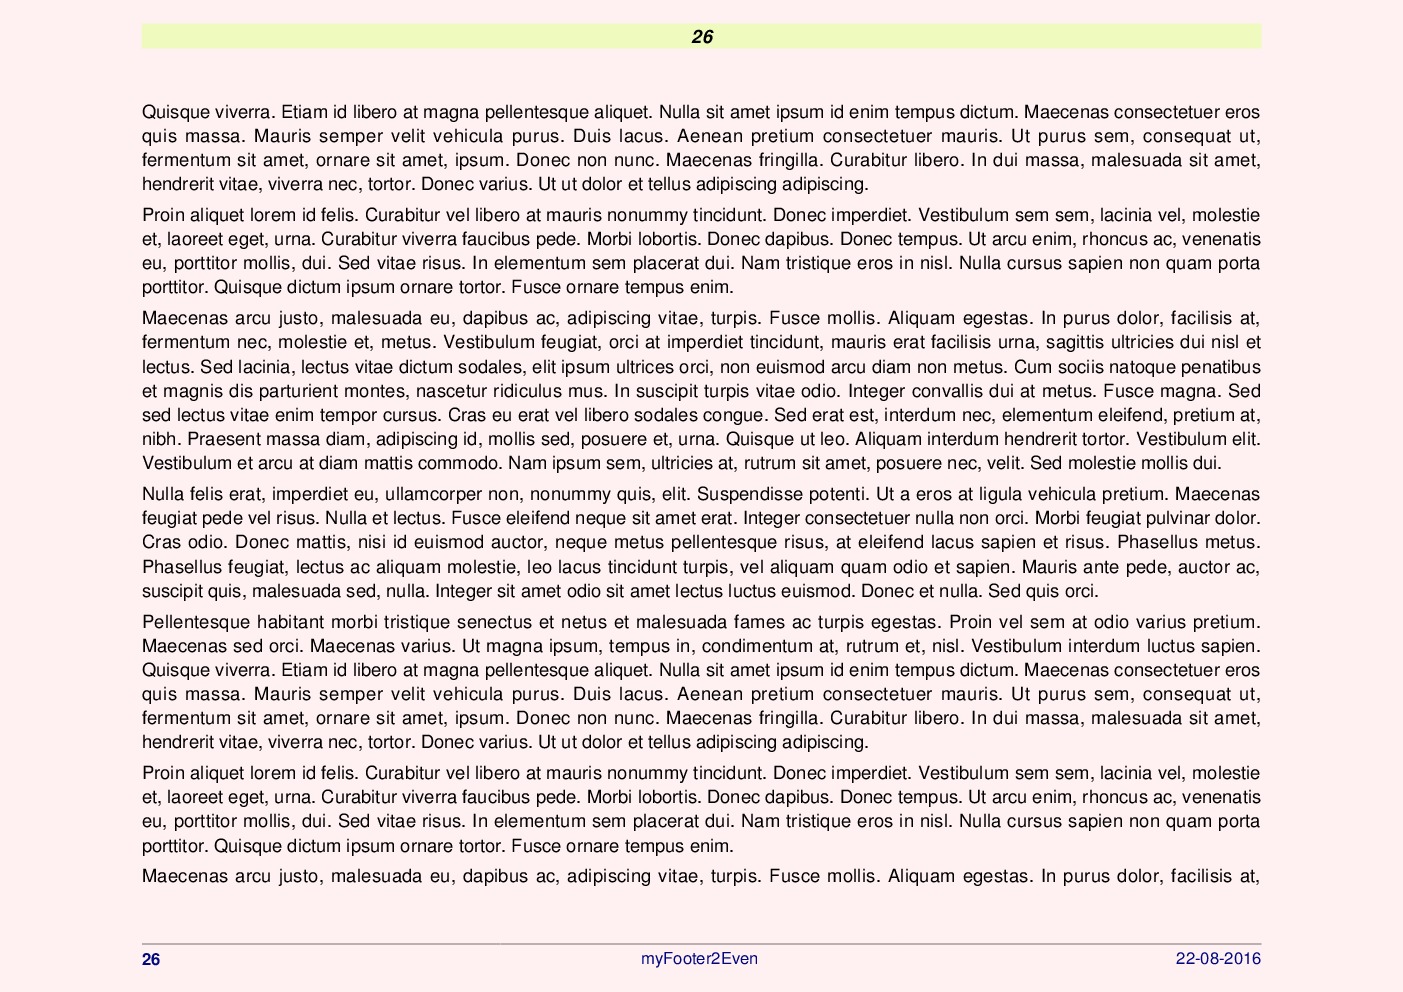 26
Quisque viverra. Etiam id libero at magna pellentesque aliquet. Nulla sit amet ipsum id enim tempus dictum. Maecenas consectetuer eros
quis massa. Mauris semper velit vehicula purus. Duis lacus. Aenean pretium consectetuer mauris. Ut purus sem, consequat ut,
fermentum sit amet, ornare sit amet, ipsum. Donec non nunc. Maecenas fringilla. Curabitur libero. In dui massa, malesuada sit amet,
hendrerit vitae, viverra nec, tortor. Donec varius. Ut ut dolor et tellus adipiscing adipiscing.
Proin aliquet lorem id felis. Curabitur vel libero at mauris nonummy tincidunt. Donec imperdiet. Vestibulum sem sem, lacinia vel, molestie
et, laoreet eget, urna. Curabitur viverra faucibus pede. Morbi lobortis. Donec dapibus. Donec tempus. Ut arcu enim, rhoncus ac, venenatis
eu, porttitor mollis, dui. Sed vitae risus. In elementum sem placerat dui. Nam tristique eros in nisl. Nulla cursus sapien non quam porta
porttitor. Quisque dictum ipsum ornare tortor. Fusce ornare tempus enim.
Maecenas arcu justo, malesuada eu, dapibus ac, adipiscing vitae, turpis. Fusce mollis. Aliquam egestas. In purus dolor, facilisis at,
fermentum nec, molestie et, metus. Vestibulum feugiat, orci at imperdiet tincidunt, mauris erat facilisis urna, sagittis ultricies dui nisl et
lectus. Sed lacinia, lectus vitae dictum sodales, elit ipsum ultrices orci, non euismod arcu diam non metus. Cum sociis natoque penatibus
et magnis dis parturient montes, nascetur ridiculus mus. In suscipit turpis vitae odio. Integer convallis dui at metus. Fusce magna. Sed
sed lectus vitae enim tempor cursus. Cras eu erat vel libero sodales congue. Sed erat est, interdum nec, elementum eleifend, pretium at,
nibh. Praesent massa diam, adipiscing id, mollis sed, posuere et, urna. Quisque ut leo. Aliquam interdum hendrerit tortor. Vestibulum elit.
Vestibulum et arcu at diam mattis commodo. Nam ipsum sem, ultricies at, rutrum sit amet, posuere nec, velit. Sed molestie mollis dui.
Nulla felis erat, imperdiet eu, ullamcorper non, nonummy quis, elit. Suspendisse potenti. Ut a eros at ligula vehicula pretium. Maecenas
feugiat pede vel risus. Nulla et lectus. Fusce eleifend neque sit amet erat. Integer consectetuer nulla non orci. Morbi feugiat pulvinar dolor.
Cras odio. Donec mattis, nisi id euismod auctor, neque metus pellentesque risus, at eleifend lacus sapien et risus. Phasellus metus.
Phasellus feugiat, lectus ac aliquam molestie, leo lacus tincidunt turpis, vel aliquam quam odio et sapien. Mauris ante pede, auctor ac,
suscipit quis, malesuada sed, nulla. Integer sit amet odio sit amet lectus luctus euismod. Donec et nulla. Sed quis orci.
Pellentesque habitant morbi tristique senectus et netus et malesuada fames ac turpis egestas. Proin vel sem at odio varius pretium.
Maecenas sed orci. Maecenas varius. Ut magna ipsum, tempus in, condimentum at, rutrum et, nisl. Vestibulum interdum luctus sapien.
Quisque viverra. Etiam id libero at magna pellentesque aliquet. Nulla sit amet ipsum id enim tempus dictum. Maecenas consectetuer eros
quis massa. Mauris semper velit vehicula purus. Duis lacus. Aenean pretium consectetuer mauris. Ut purus sem, consequat ut,
fermentum sit amet, ornare sit amet, ipsum. Donec non nunc. Maecenas fringilla. Curabitur libero. In dui massa, malesuada sit amet,
hendrerit vitae, viverra nec, tortor. Donec varius. Ut ut dolor et tellus adipiscing adipiscing.
Proin aliquet lorem id felis. Curabitur vel libero at mauris nonummy tincidunt. Donec imperdiet. Vestibulum sem sem, lacinia vel, molestie
et, laoreet eget, urna. Curabitur viverra faucibus pede. Morbi lobortis. Donec dapibus. Donec tempus. Ut arcu enim, rhoncus ac, venenatis
eu, porttitor mollis, dui. Sed vitae risus. In elementum sem placerat dui. Nam tristique eros in nisl. Nulla cursus sapien non quam porta
porttitor. Quisque dictum ipsum ornare tortor. Fusce ornare tempus enim.
Maecenas arcu justo, malesuada eu, dapibus ac, adipiscing vitae, turpis. Fusce mollis. Aliquam egestas. In purus dolor, facilisis at,
26 myFooter2Even 22-08-2016